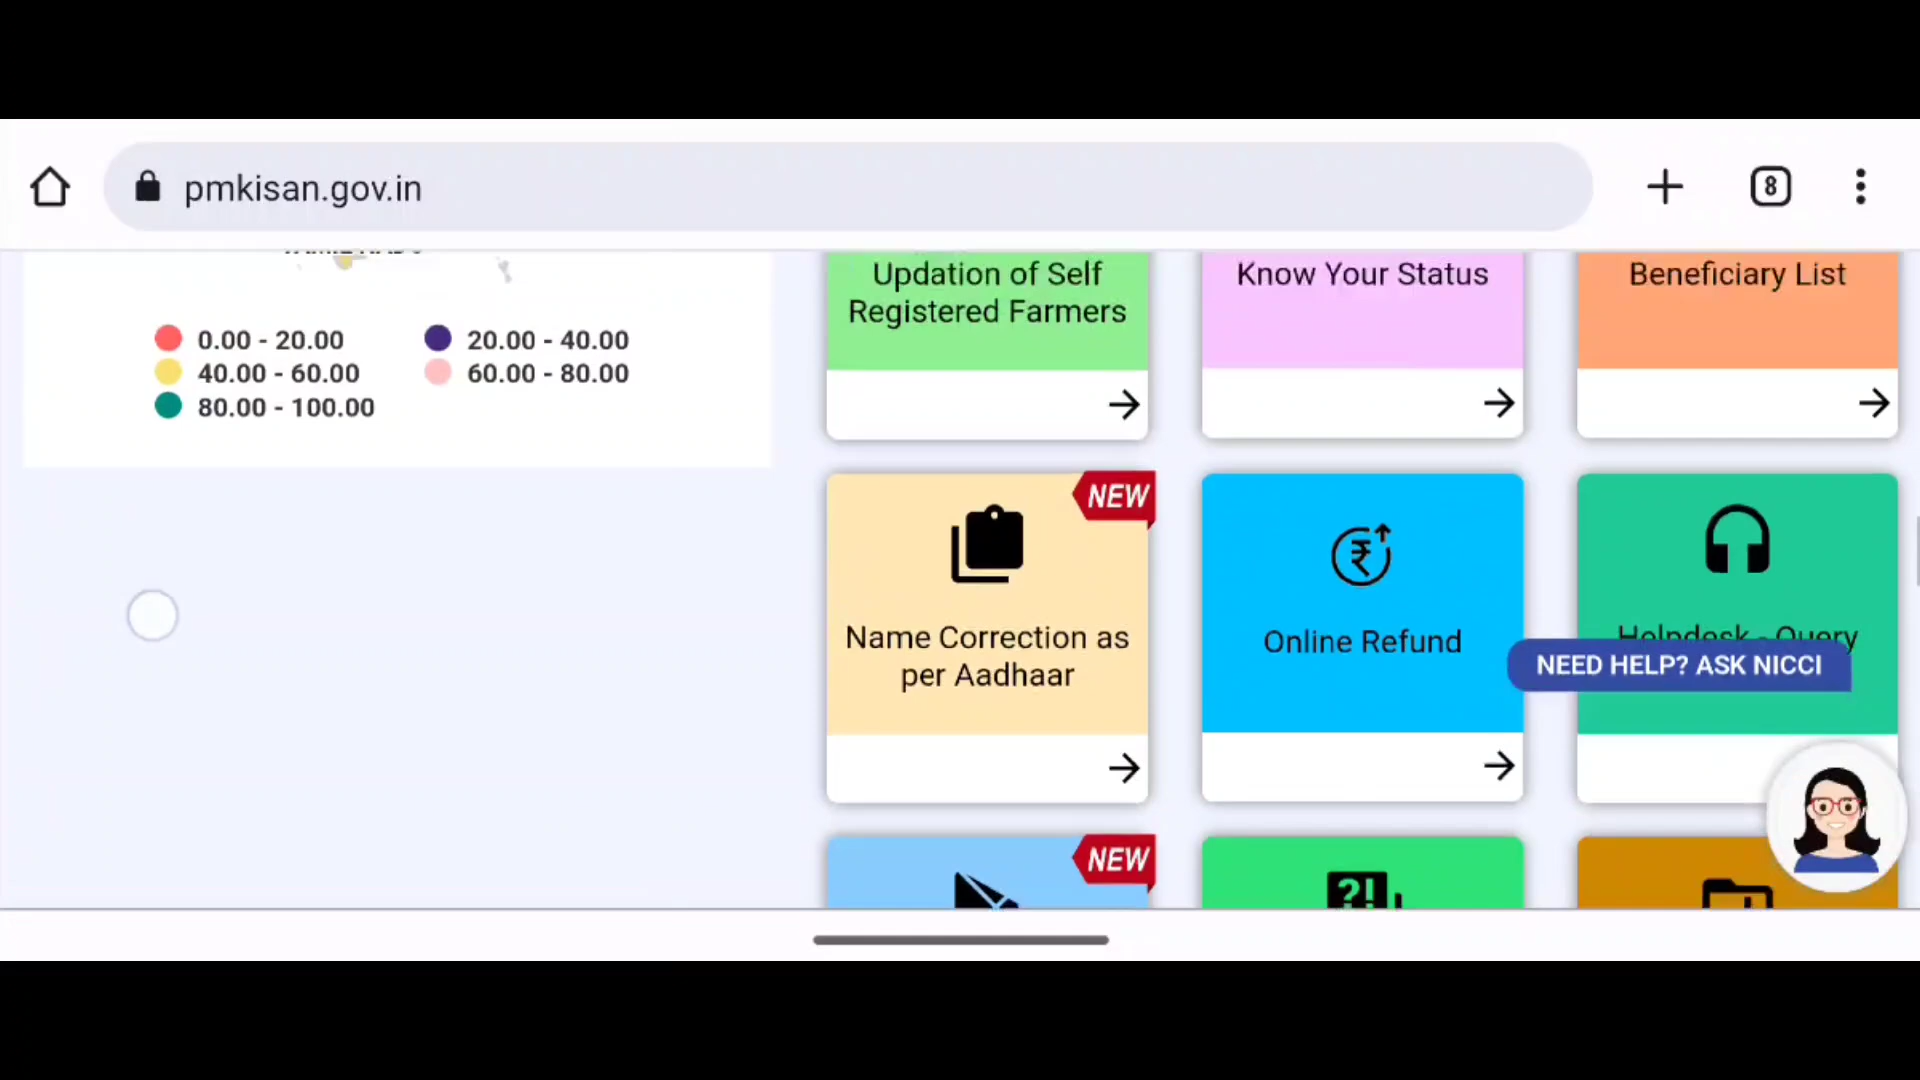 pmkisan.gov.in
8
0.00 - 20.00
20.00 - 40.00
40.00 - 60.00
60.00 - 80.00
80.00 - 100.00
Updation of Self
Registered Farmers
Know Your Status
Beneficiary List
NEW
Name Correction as
per Aadhaar
Online Refund
Helpdesk - Query
NEED HELP? ASK NICCI
NEW
?!